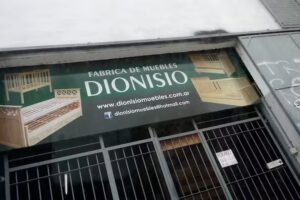 FABRICA DE MUEBLES
DIONISIO
www.dionisiomuebles.com.ar
dionisiomuebles@hotmail.com